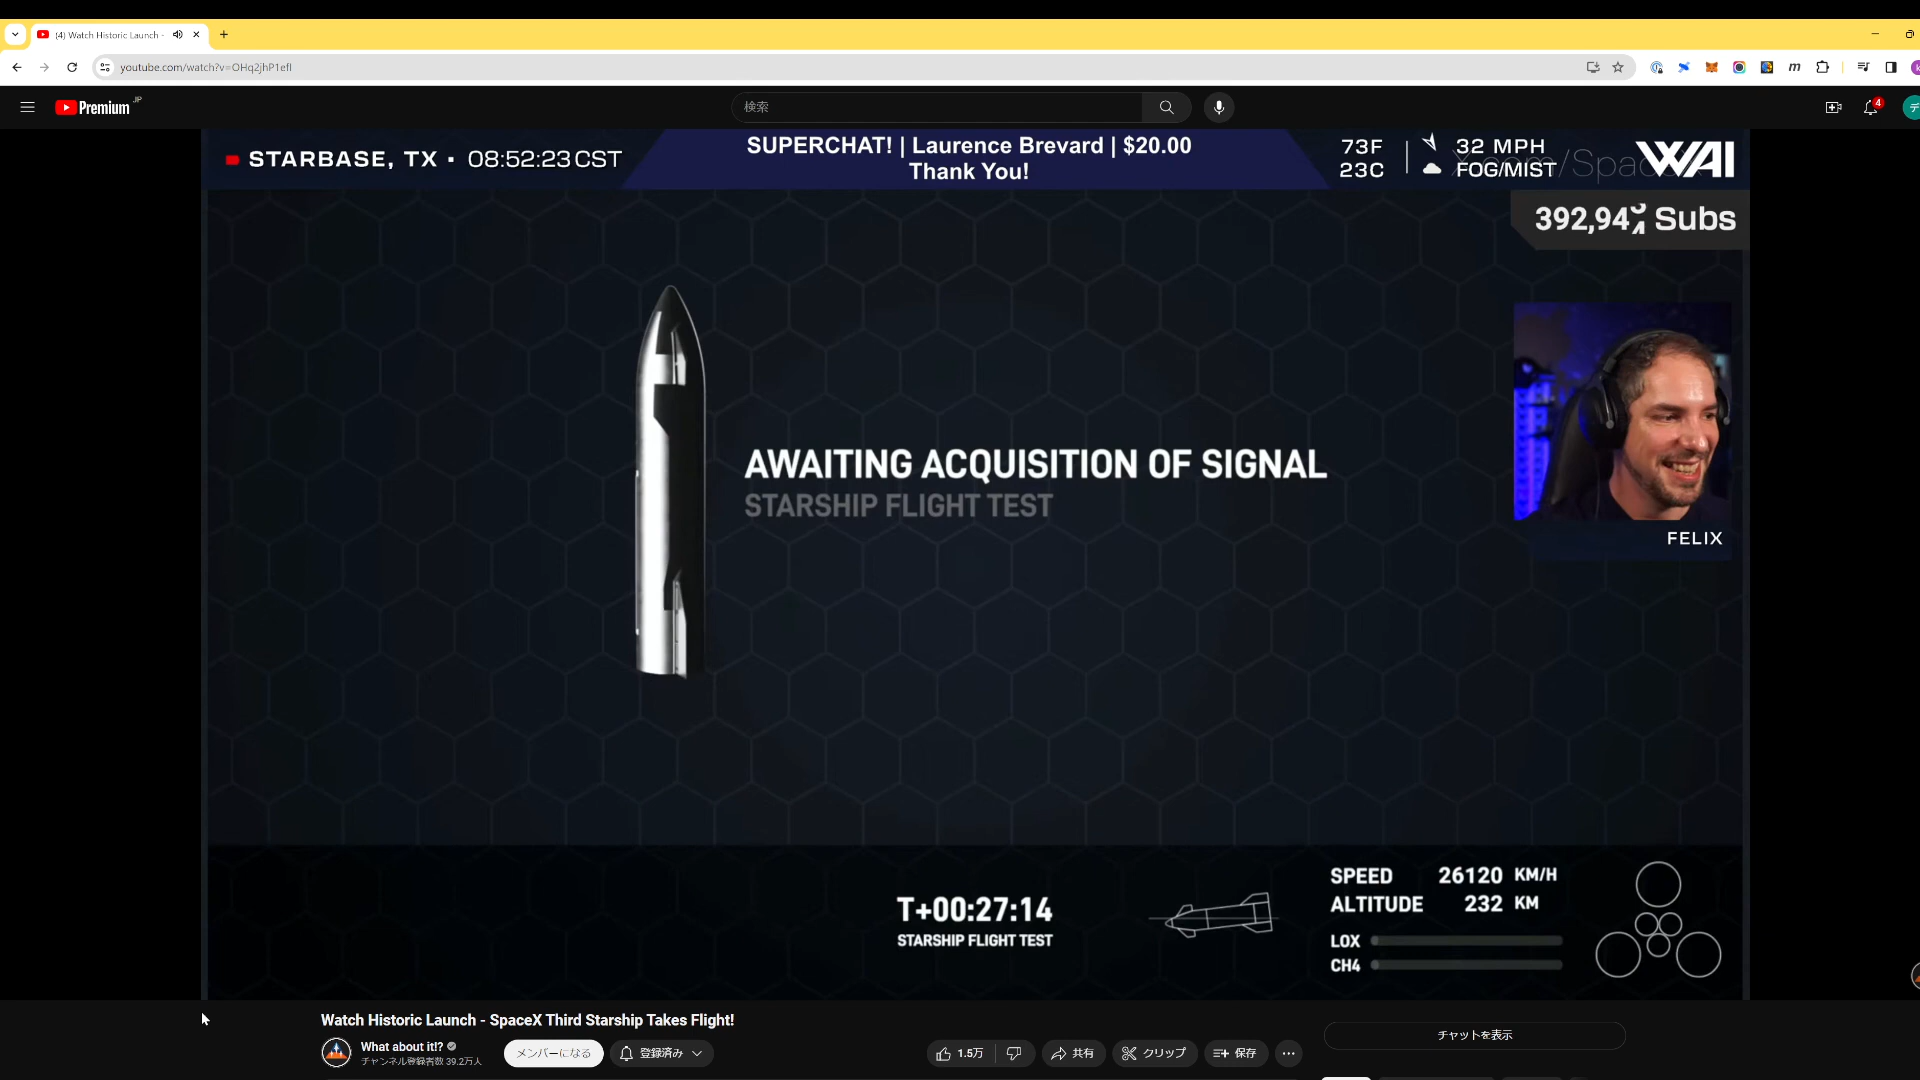 (4) Watch Historic Launch -
youtube.com/watch?v=OHq2jhP1efI
Premium JP
検索
4
デ
STARBASE, TX • 08:52:23 CST
SUPERCHAT! | Laurence Brevard | $20.00
Thank You!
73F
23C
32 MPH
FOG/MIST
WAI
392,94 Subs
AWAITING ACQUISITION OF SIGNAL
STARSHIP FLIGHT TEST
FELIX
T+00:27:14
STARSHIP FLIGHT TEST
SPEED 26120 KM/H
ALTITUDE 232 KM
LOX
CH4
Watch Historic Launch - SpaceX Third Starship Takes Flight!
What about it!?
チャンネル登録者数 39.2万人
メンバーになる
登録済み
1.5万
共有
クリップ
保存
チャットを表示